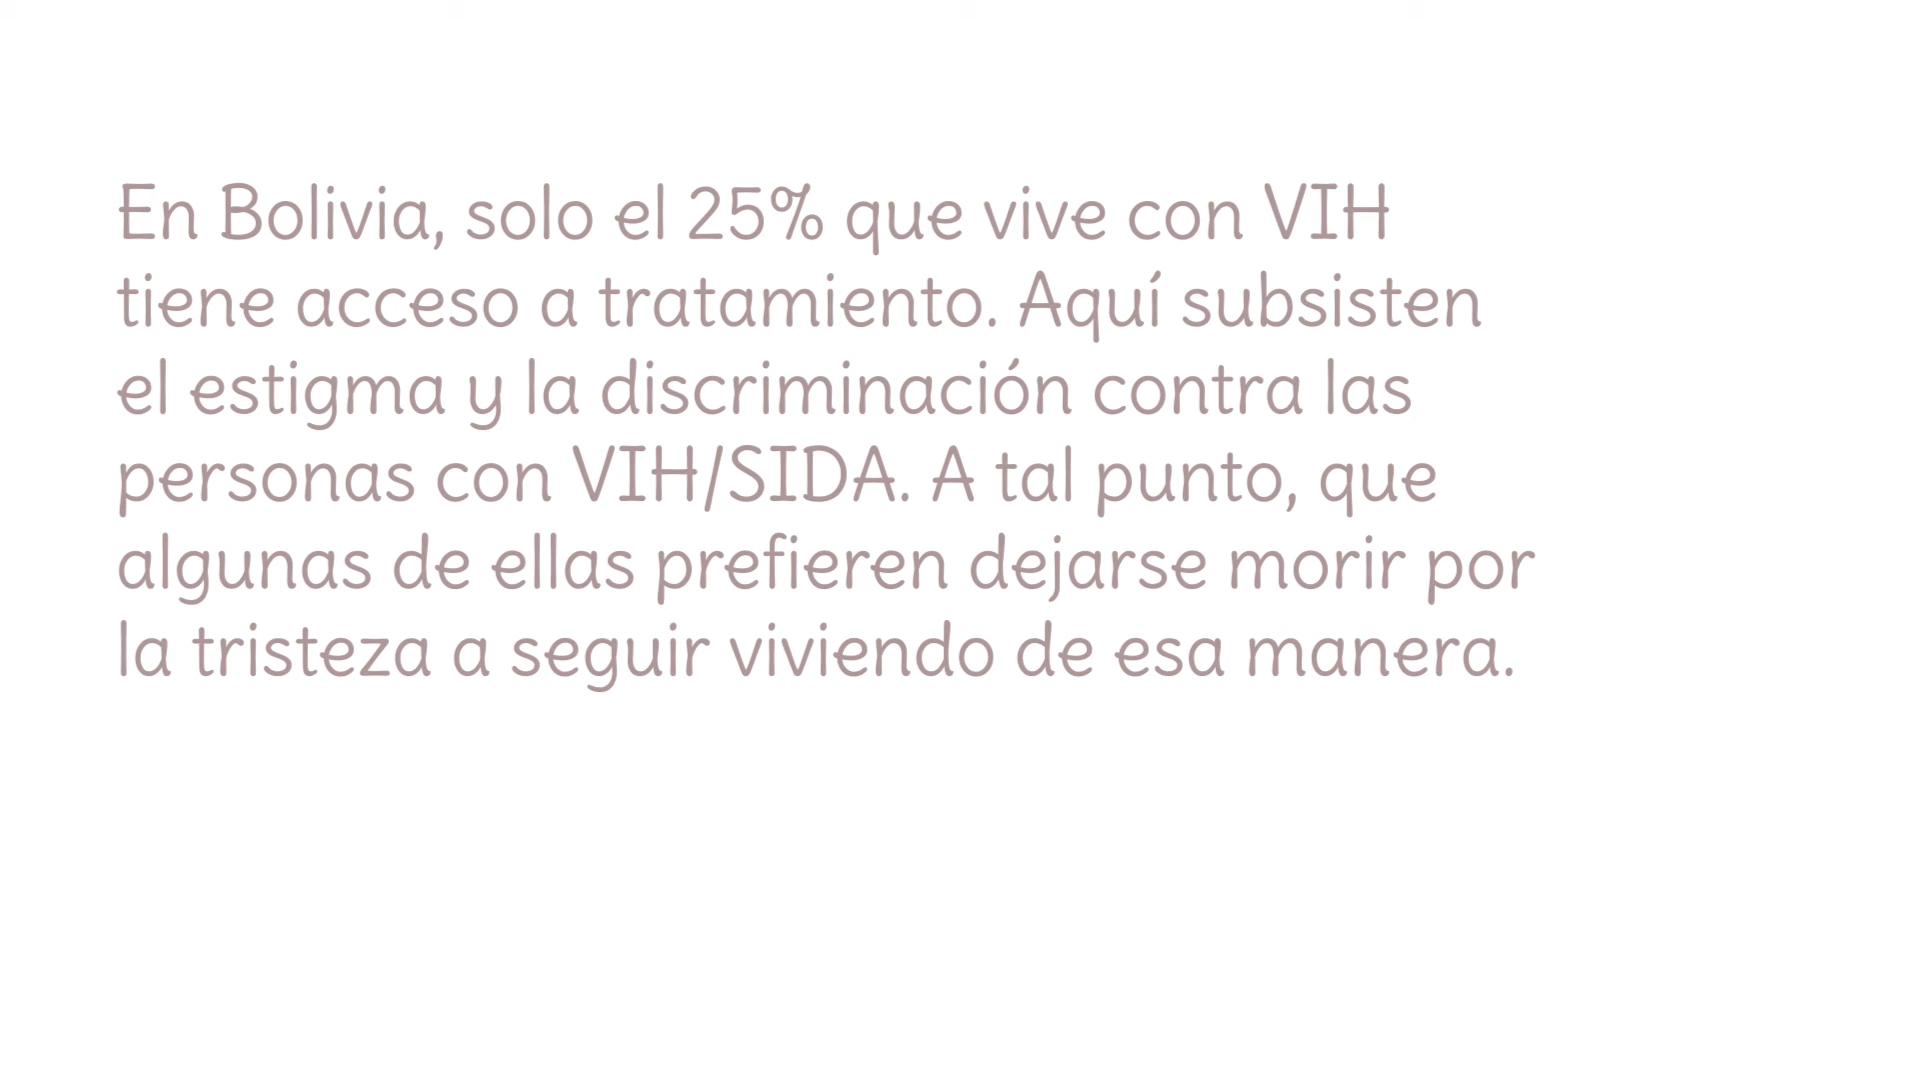 En Bolivia, solo el 25% que vive con VIH
tiene acceso a tratamiento. Aquí subsisten
el estigma y la discriminación contra las
personas con VIH/SIDA. A tal punto, que
algunas de ellas prefieren dejarse morir por
la tristeza a seguir viviendo de esa manera.